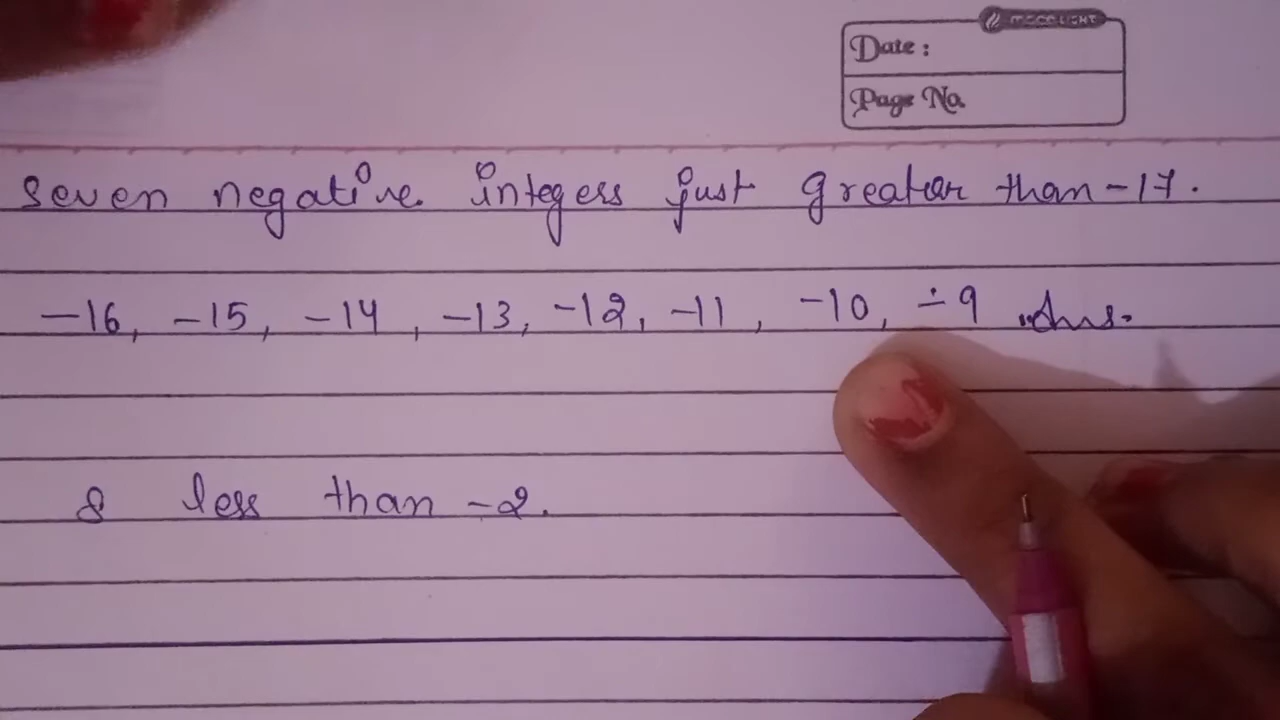 MOONLIGHT
Date :
Page No.
Seven negative integers just greater than -17.
-16, -15, -14, -13, -12, -11, -10, -9 Ans.
8 less than -2.